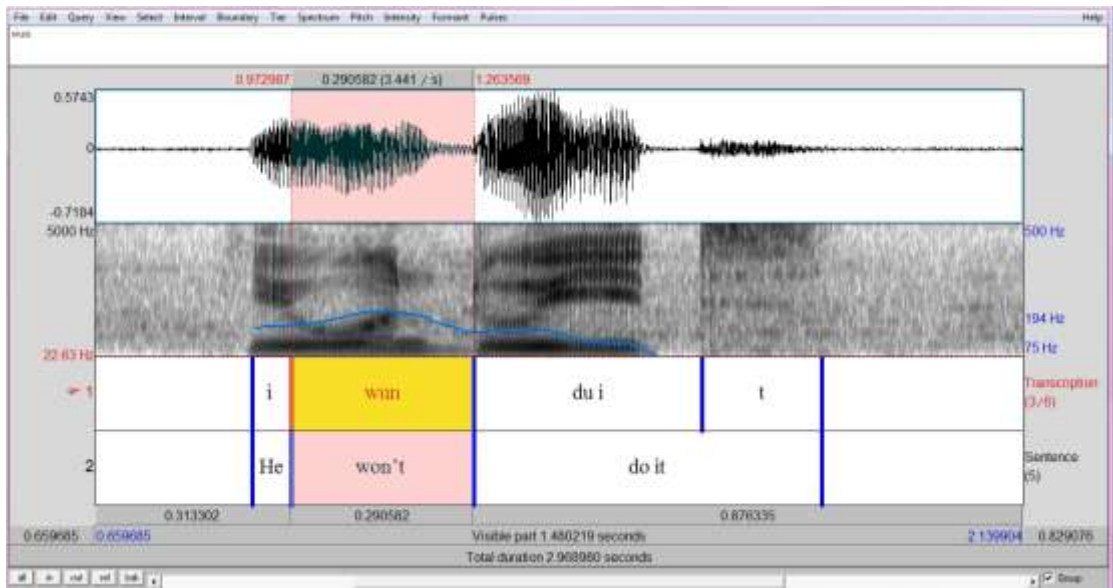 File Edit Query View Select Interval Boundary Tier Spectrum Pitch Intensity Formant Pulses Help
wun
0.972987 0.290582 (3.441 / s) 1.263569
0.5743
0
-0.7184
5000 Hz 500 Hz
194 Hz
22.63 Hz 75 Hz
1 i wun du i t Transcription (3/6)
2 He won't do it Sentence (5)
0.313302 0.290582 0.876335
0.659685 0.659685 Visible part 1.480219 seconds 2.139904 0.829076
Total duration 2.968980 seconds
all in out sel bak Group